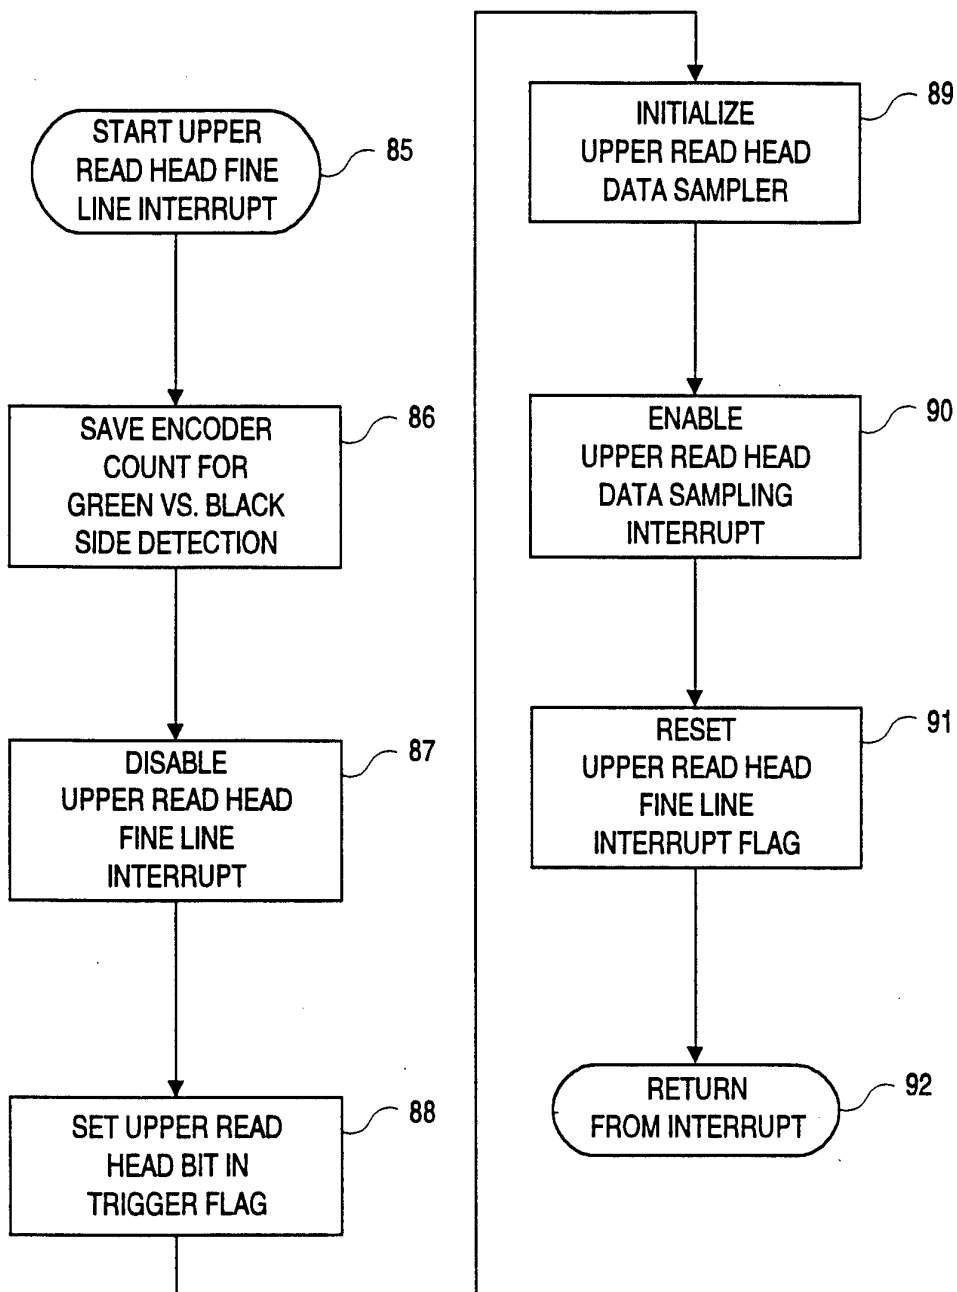 START UPPER
READ HEAD FINE
LINE INTERRUPT
85
SAVE ENCODER
COUNT FOR
GREEN VS. BLACK
SIDE DETECTION
86
DISABLE
UPPER READ HEAD
FINE LINE
INTERRUPT
87
SET UPPER READ
HEAD BIT IN
TRIGGER FLAG
88
INITIALIZE
UPPER READ HEAD
DATA SAMPLER
89
ENABLE
UPPER READ HEAD
DATA SAMPLING
INTERRUPT
90
RESET
UPPER READ HEAD
FINE LINE
INTERRUPT FLAG
91
RETURN
FROM INTERRUPT
92